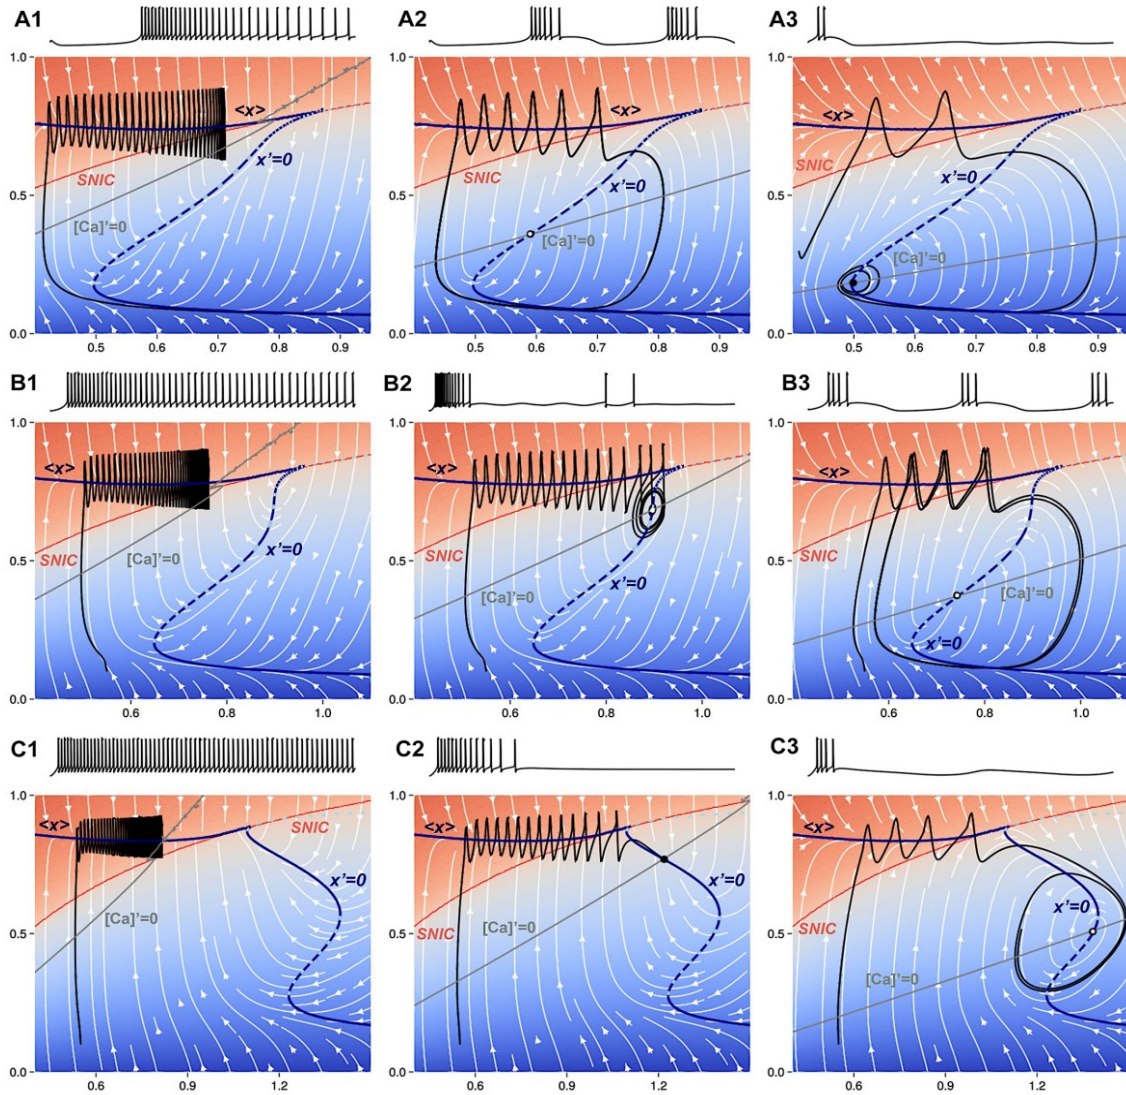 A1 A2 A3
1.0 1.0 1.0
<x> <x> <x>
x'=0 x'=0 x'=0
SNIC SNIC SNIC
0.5 0.5 0.5
[Ca]'=0 [Ca]'=0 [Ca]'=0
0.0 0.0 0.0
0.5 0.6 0.7 0.8 0.9 0.5 0.6 0.7 0.8 0.9 0.5 0.6 0.7 0.8 0.9
B1 B2 B3
1.0 1.0 1.0
<x> <x> <x>
SNIC SNIC SNIC
[Ca]'=0 x'=0 [Ca]'=0 x'=0 [Ca]'=0 x'=0
0.5 0.5 0.5
0.0 0.0 0.0
0.6 0.8 1.0 0.6 0.8 1.0 0.6 0.8 1.0
C1 C2 C3
1.0 1.0 1.0
<x> SNIC <x> <x>
x'=0 x'=0 x'=0
0.5 [Ca]'=0 0.5 SNIC [Ca]'=0 0.5 SNIC [Ca]'=0
0.0 0.0 0.0
0.6 0.9 1.2 0.6 0.9 1.2 0.6 0.9 1.2